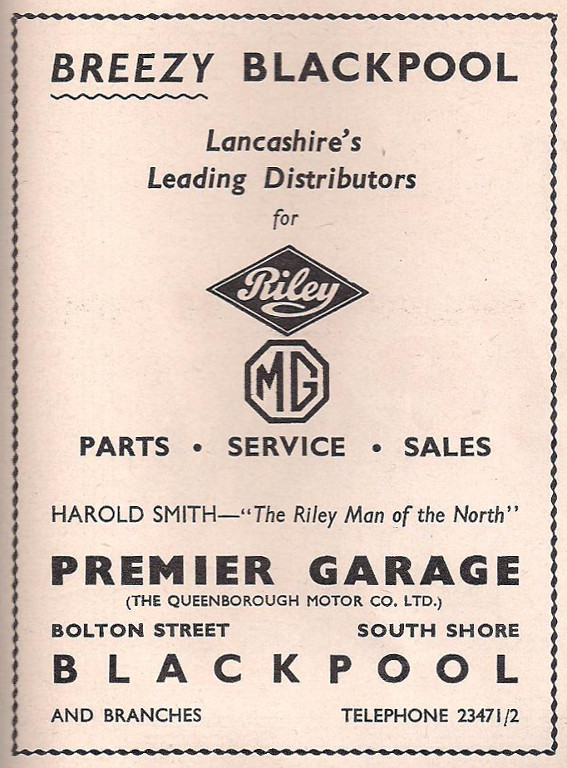 BREEZY BLACKPOOL
Lancashire's
Leading Distributors
for
Riley
MG
PARTS • SERVICE • SALES
HAROLD SMITH—"The Riley Man of the North"
PREMIER GARAGE
(THE QUEENBOROUGH MOTOR CO. LTD.)
BOLTON STREET SOUTH SHORE
BLACKPOOL
AND BRANCHES TELEPHONE 23471/2